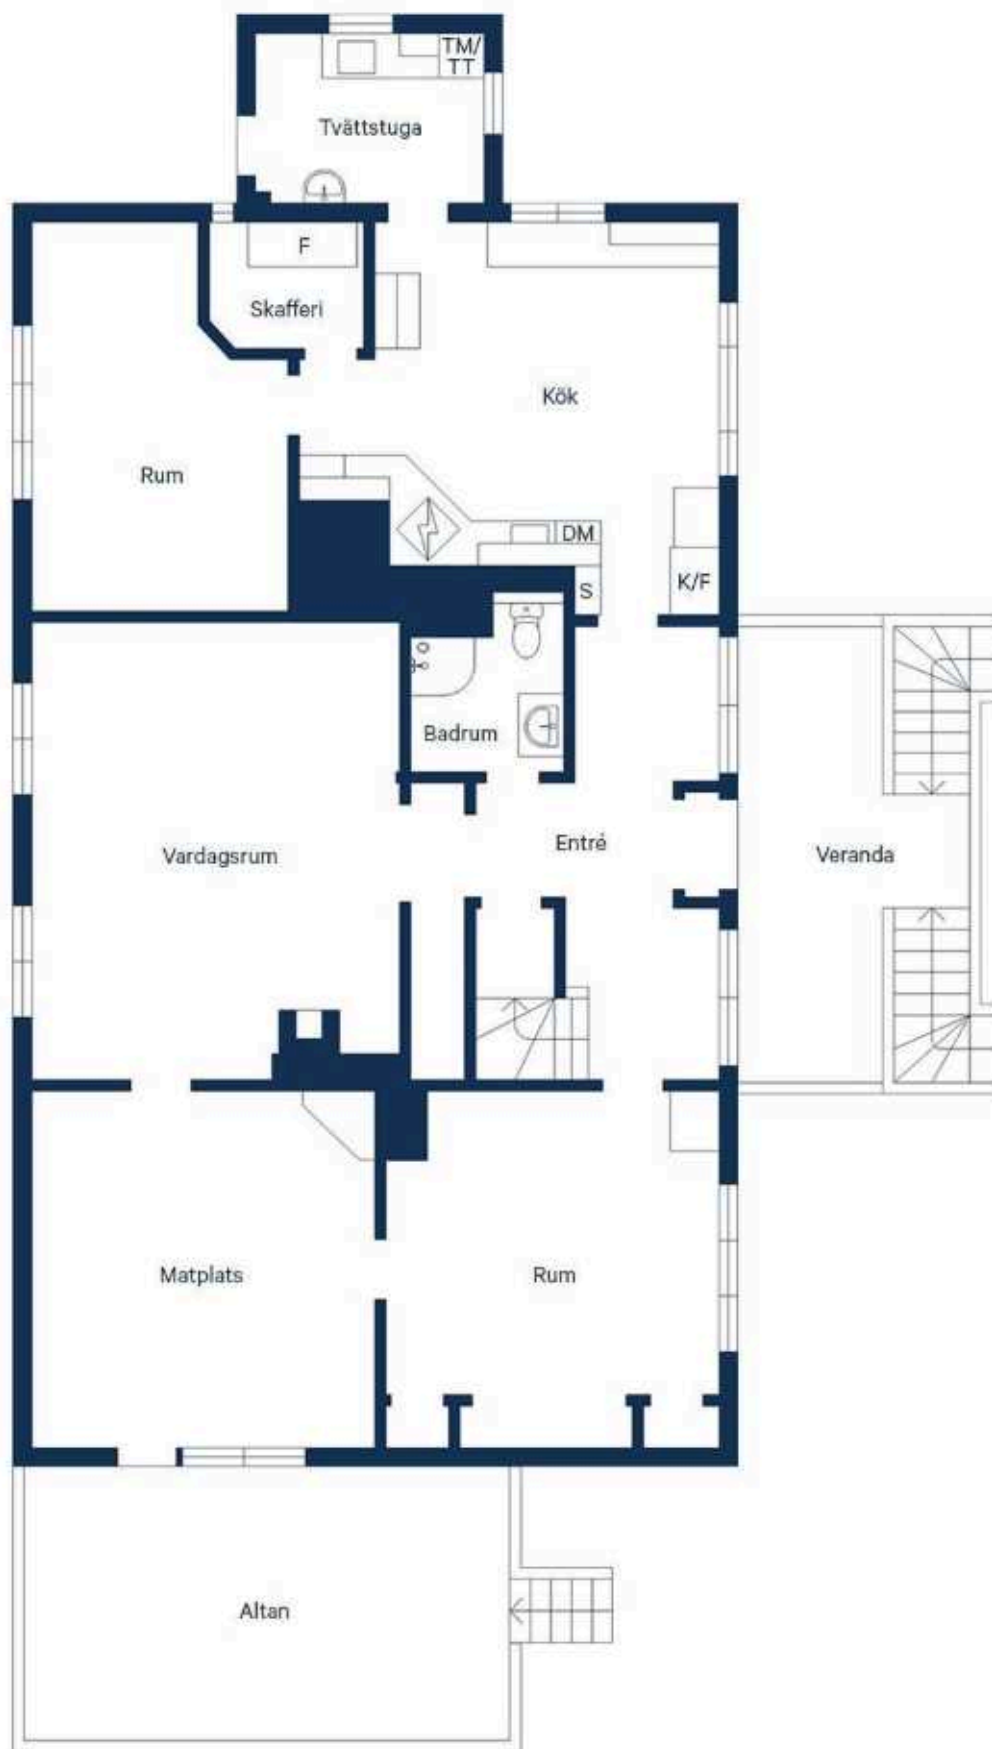 TM/
TT
Tvättstuga
F
Skafferi
Kök
Rum
DM
K/F
S
Badrum
Entré
Vardagsrum
Veranda
Matplats
Rum
Altan